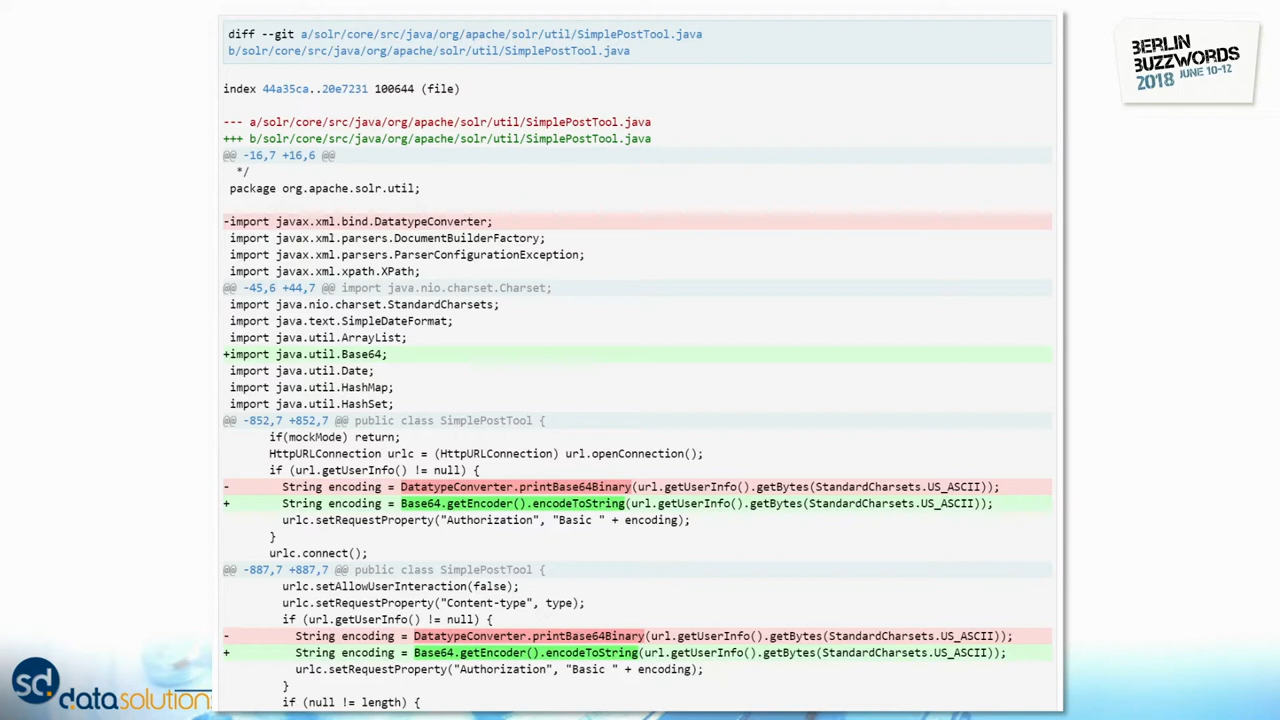 diff --git a/solr/core/src/java/org/apache/solr/util/SimplePostTool.java
b/solr/core/src/java/org/apache/solr/util/SimplePostTool.java
index 44a35ca..20e7231 100644 (file)
--- a/solr/core/src/java/org/apache/solr/util/SimplePostTool.java
+++ b/solr/core/src/java/org/apache/solr/util/SimplePostTool.java
@@ -16,7 +16,6 @@
*/
package org.apache.solr.util;
-import javax.xml.bind.DatatypeConverter;
import javax.xml.parsers.DocumentBuilderFactory;
import javax.xml.parsers.ParserConfigurationException;
import javax.xml.xpath.XPath;
@@ -45,6 +44,7 @@ import java.nio.charset.Charset;
import java.nio.charset.StandardCharsets;
import java.text.SimpleDateFormat;
import java.util.ArrayList;
+import java.util.Base64;
import java.util.Date;
import java.util.HashMap;
import java.util.HashSet;
@@ -852,7 +852,7 @@ public class SimplePostTool {
if(mockMode) return;
HttpURLConnection urlc = (HttpURLConnection) url.openConnection();
if (url.getUserInfo() != null) {
- String encoding = DatatypeConverter.printBase64Binary(url.getUserInfo().getBytes(StandardCharsets.US_ASCII));
+ String encoding = Base64.getEncoder().encodeToString(url.getUserInfo().getBytes(StandardCharsets.US_ASCII));
urlc.setRequestProperty("Authorization", "Basic " + encoding);
}
urlc.connect();
@@ -887,7 +887,7 @@ public class SimplePostTool {
urlc.setAllowUserInteraction(false);
urlc.setRequestProperty("Content-type", type);
if (url.getUserInfo() != null) {
- String encoding = DatatypeConverter.printBase64Binary(url.getUserInfo().getBytes(StandardCharsets.US_ASCII));
+ String encoding = Base64.getEncoder().encodeToString(url.getUserInfo().getBytes(StandardCharsets.US_ASCII));
urlc.setRequestProperty("Authorization", "Basic " + encoding);
}
if (null != length) {
BERLIN
BUZZWORDS
2018 JUNE 10-12
sd
datasolutions